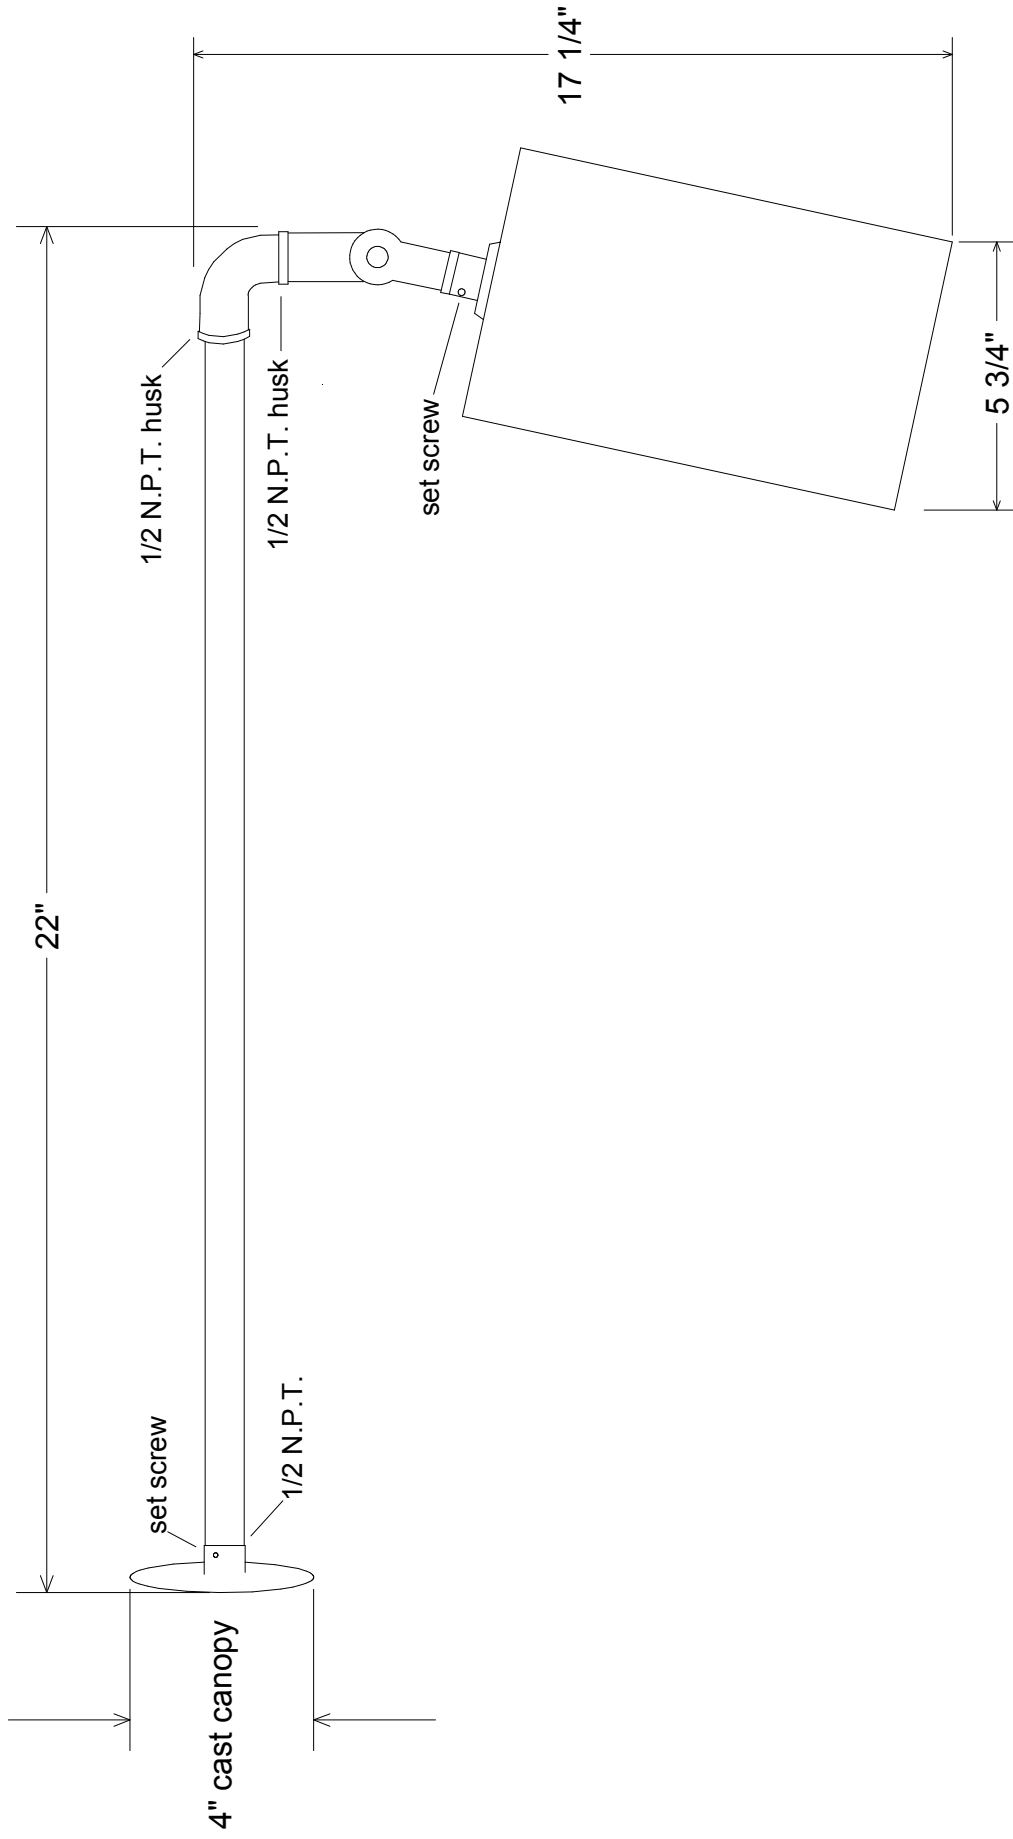 4" cast canopy
set screw
1/2 N.P.T.
22"
1/2 N.P.T. husk
1/2 N.P.T. husk
set screw
17 1/4"
5 3/4"